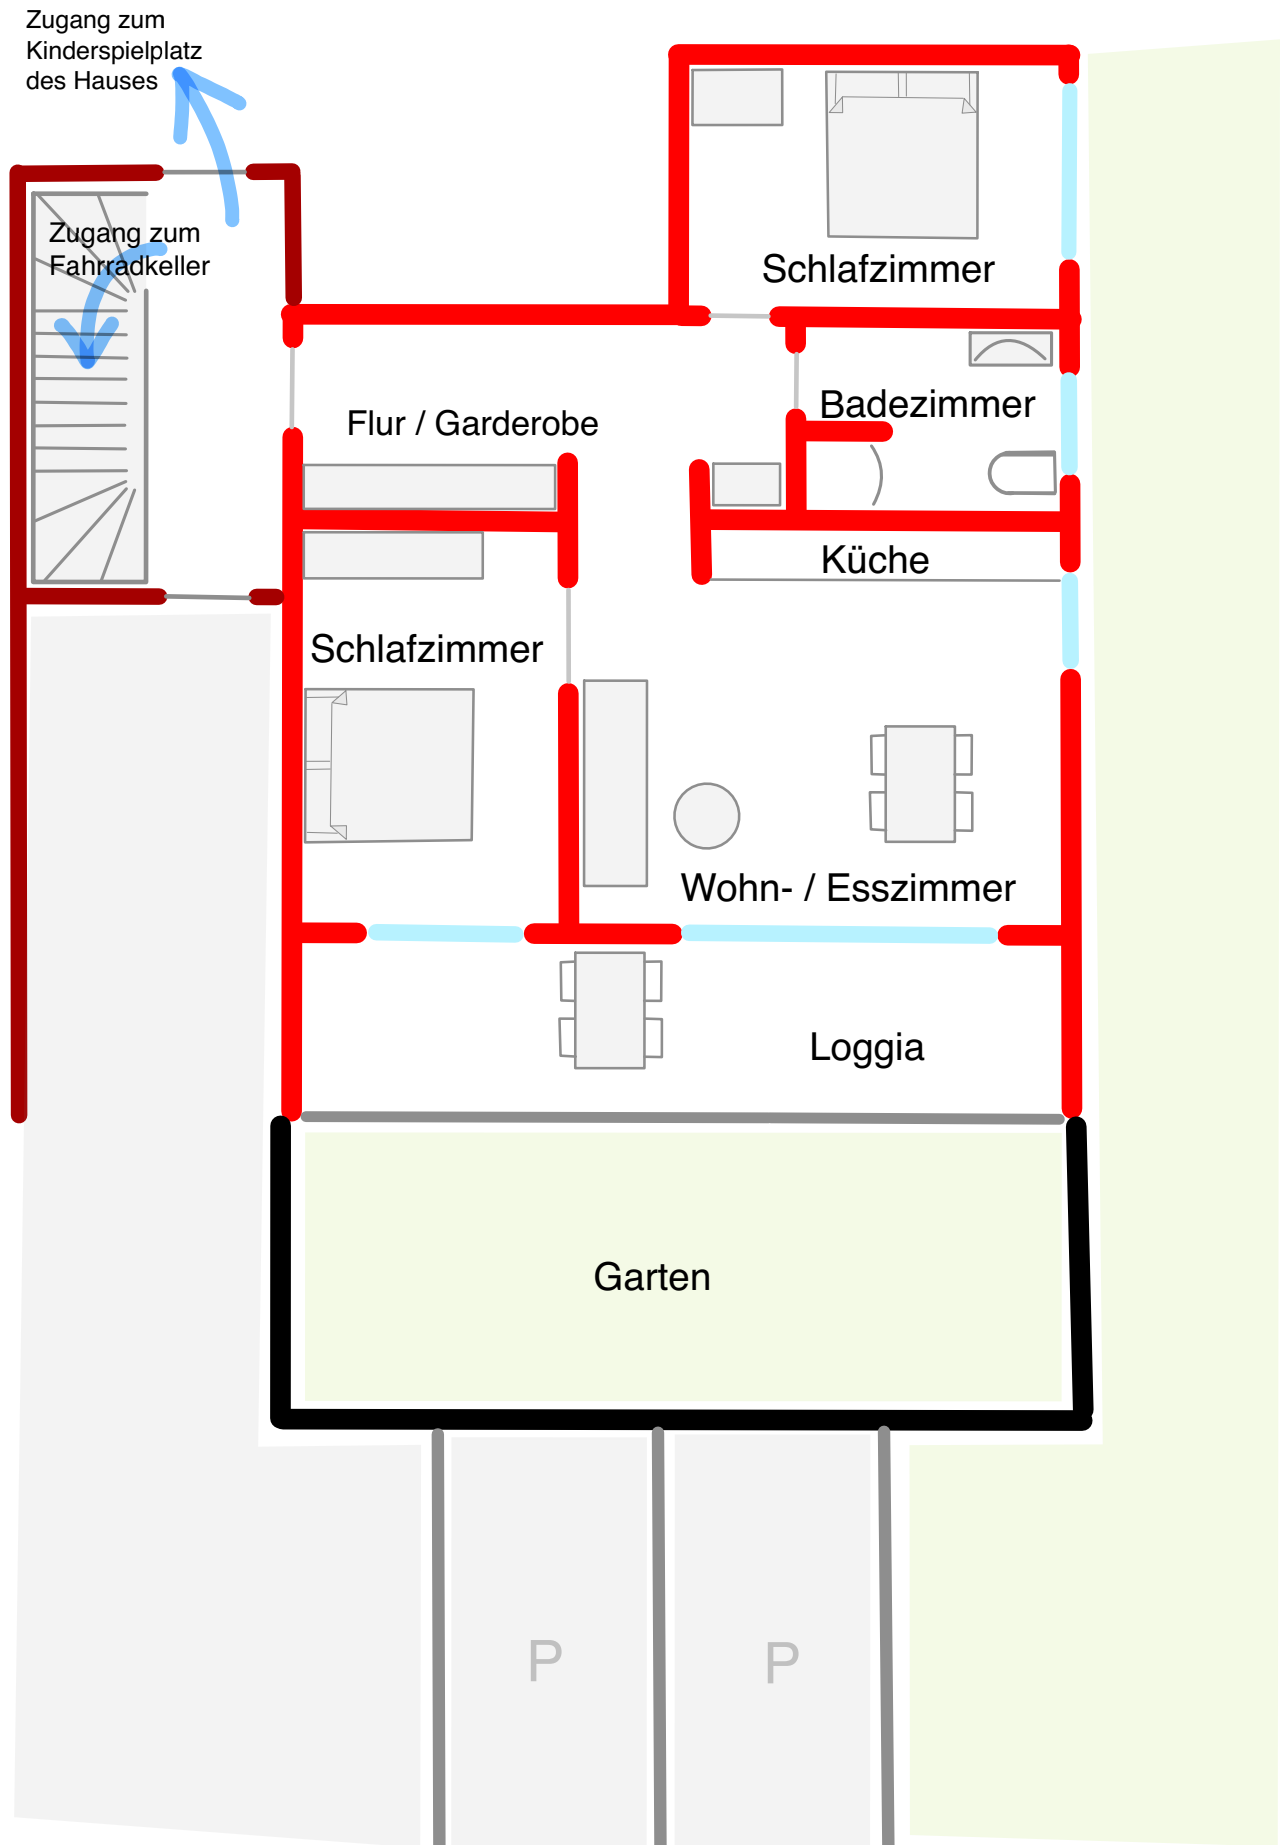 Zugang zum
Kinderspielplatz
des Hauses
Zugang zum
Fahrradkeller
Schlafzimmer
Badezimmer
Flur / Garderobe
Küche
Schlafzimmer
Wohn- / Esszimmer
Loggia
Garten
P
P